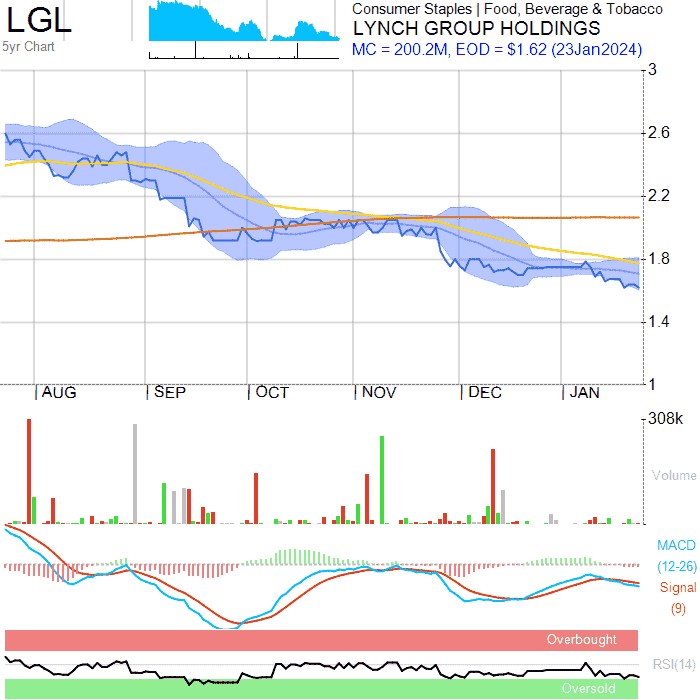 LGL
5yr Chart
Consumer Staples | Food, Beverage & Tobacco
LYNCH GROUP HOLDINGS
MC = 200.2M, EOD = $1.62 (23Jan2024)
3
2.6
2.2
1.8
1.4
1
AUG SEP OCT NOV DEC JAN
308k
Volume
MACD
(12-26)
Signal
(9)
Overbought
RSI(14)
Oversold